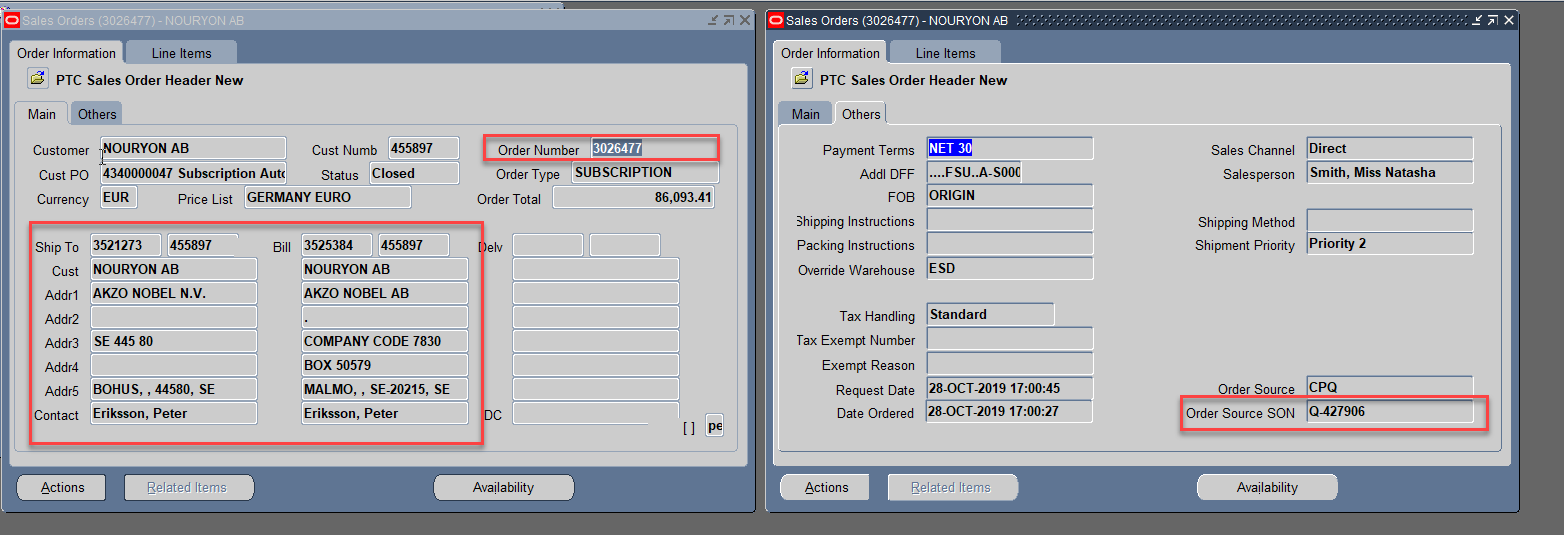 Sales Orders (3026477) - NOURYON AB
Order Information Line Items
PTC Sales Order Header New
Main Others
Customer NOURYON AB Cust Numb 455897 Order Number 3026477
Cust PO 4340000047 Subscription Auto Status Closed Order Type SUBSCRIPTION
Currency EUR Price List GERMANY EURO Order Total 86,093.41
Ship To 3521273 455897 Bill 3525384 455897 Delv
Cust NOURYON AB NOURYON AB
Addr1 AKZO NOBEL N.V. AKZO NOBEL AB
Addr2 .
Addr3 SE 445 80 COMPANY CODE 7830
Addr4 BOX 50579
Addr5 BOHUS, , 44580, SE MALMO, , SE-20215, SE
Contact Eriksson, Peter Eriksson, Peter DC
[ ] pe
Actions Related Items Availability
Sales Orders (3026477) - NOURYON AB
Order Information Line Items
PTC Sales Order Header New
Main Others
Payment Terms NET 30 Sales Channel Direct
Addl DFF ....FSU..A-S000 Salesperson Smith, Miss Natasha
FOB ORIGIN
Shipping Instructions Shipping Method
Packing Instructions Shipment Priority Priority 2
Override Warehouse ESD
Tax Handling Standard
Tax Exempt Number
Exempt Reason
Request Date 28-OCT-2019 17:00:45 Order Source CPQ
Date Ordered 28-OCT-2019 17:00:27 Order Source SON Q-427906
Actions Related Items Availability